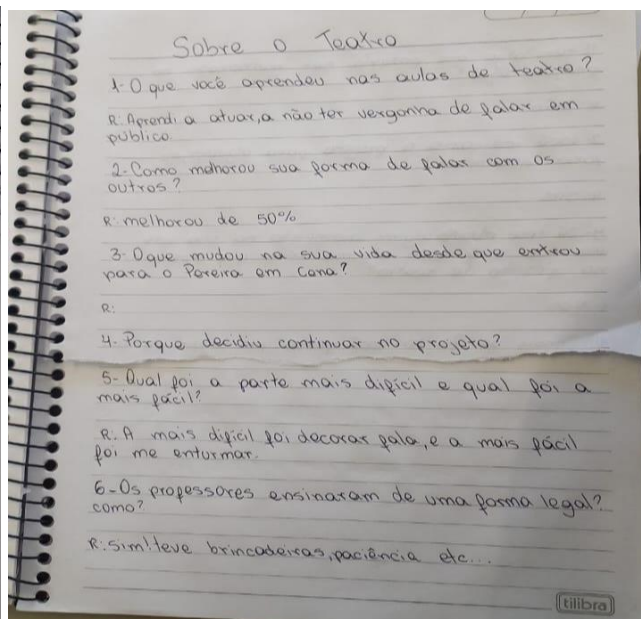 Sobre o Teatro
1-O que você aprendeu nas aulas de teatro?
R: Aprendi a atuar,a não ter vergonha de falar em
público.
2-Como melhorou sua forma de falar com os
outros?
R: melhorou de 50%
3-Oque mudou na sua vida desde que entrou
para o Pereira em Cena?
R:
4-Porque decidiu continuar no projeto?
5-Qual foi a parte mais difícil e qual foi a
mais fácil?
R: A mais difícil foi decorar fala,e a mais fácil
foi me enturmar.
6-Os professores ensinaram de uma forma legal?
como?
R: Sim!teve brincadeiras,paciência etc...
tilibra